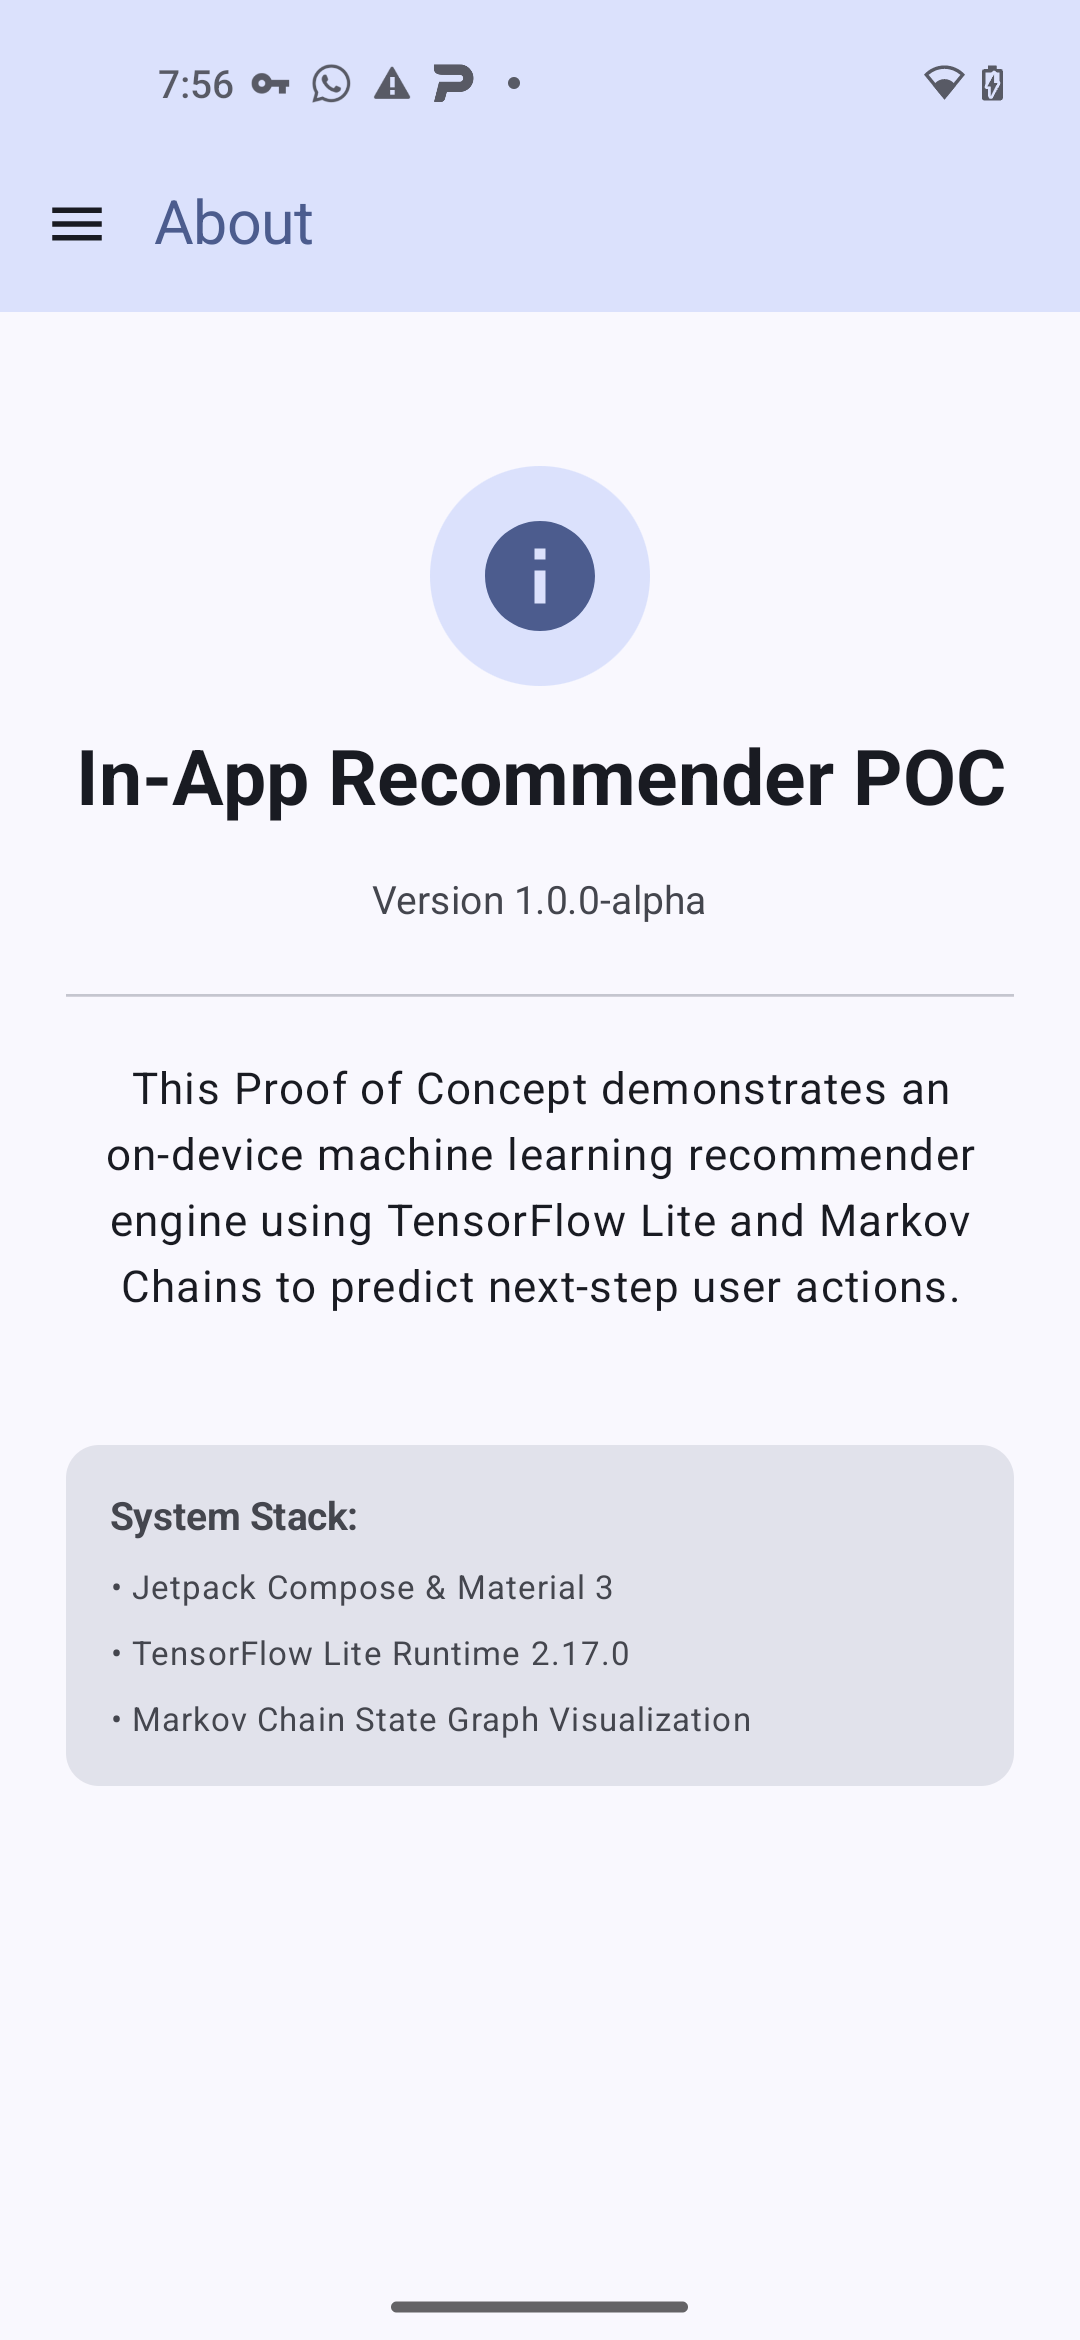 7:56
About
In-App Recommender POC
Version 1.0.0-alpha
This Proof of Concept demonstrates an
on-device machine learning recommender
engine using TensorFlow Lite and Markov
Chains to predict next-step user actions.
System Stack:
• Jetpack Compose & Material 3
• TensorFlow Lite Runtime 2.17.0
• Markov Chain State Graph Visualization